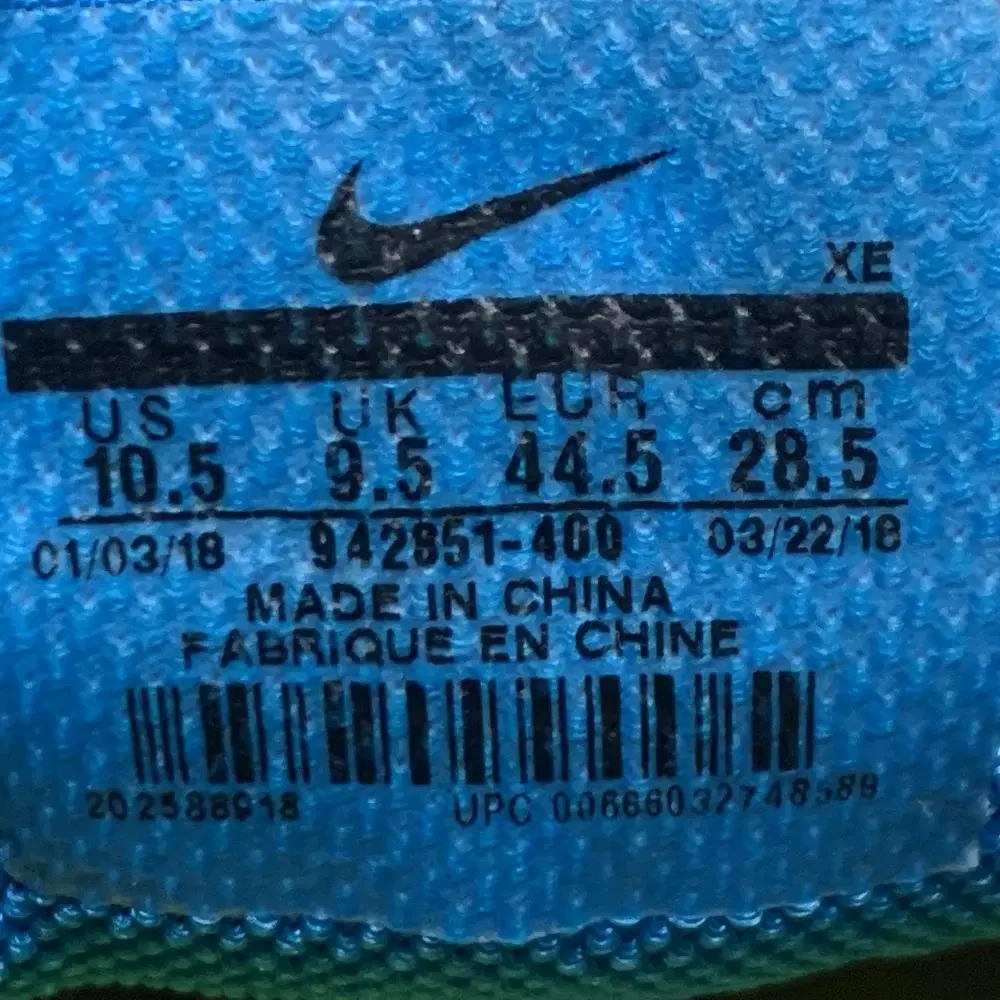 XE
US UK EUR cm
10.5 9.5 44.5 28.5
01/03/18 942851-400 03/22/18
MADE IN CHINA
FABRIQUE EN CHINE
202588918 UPC